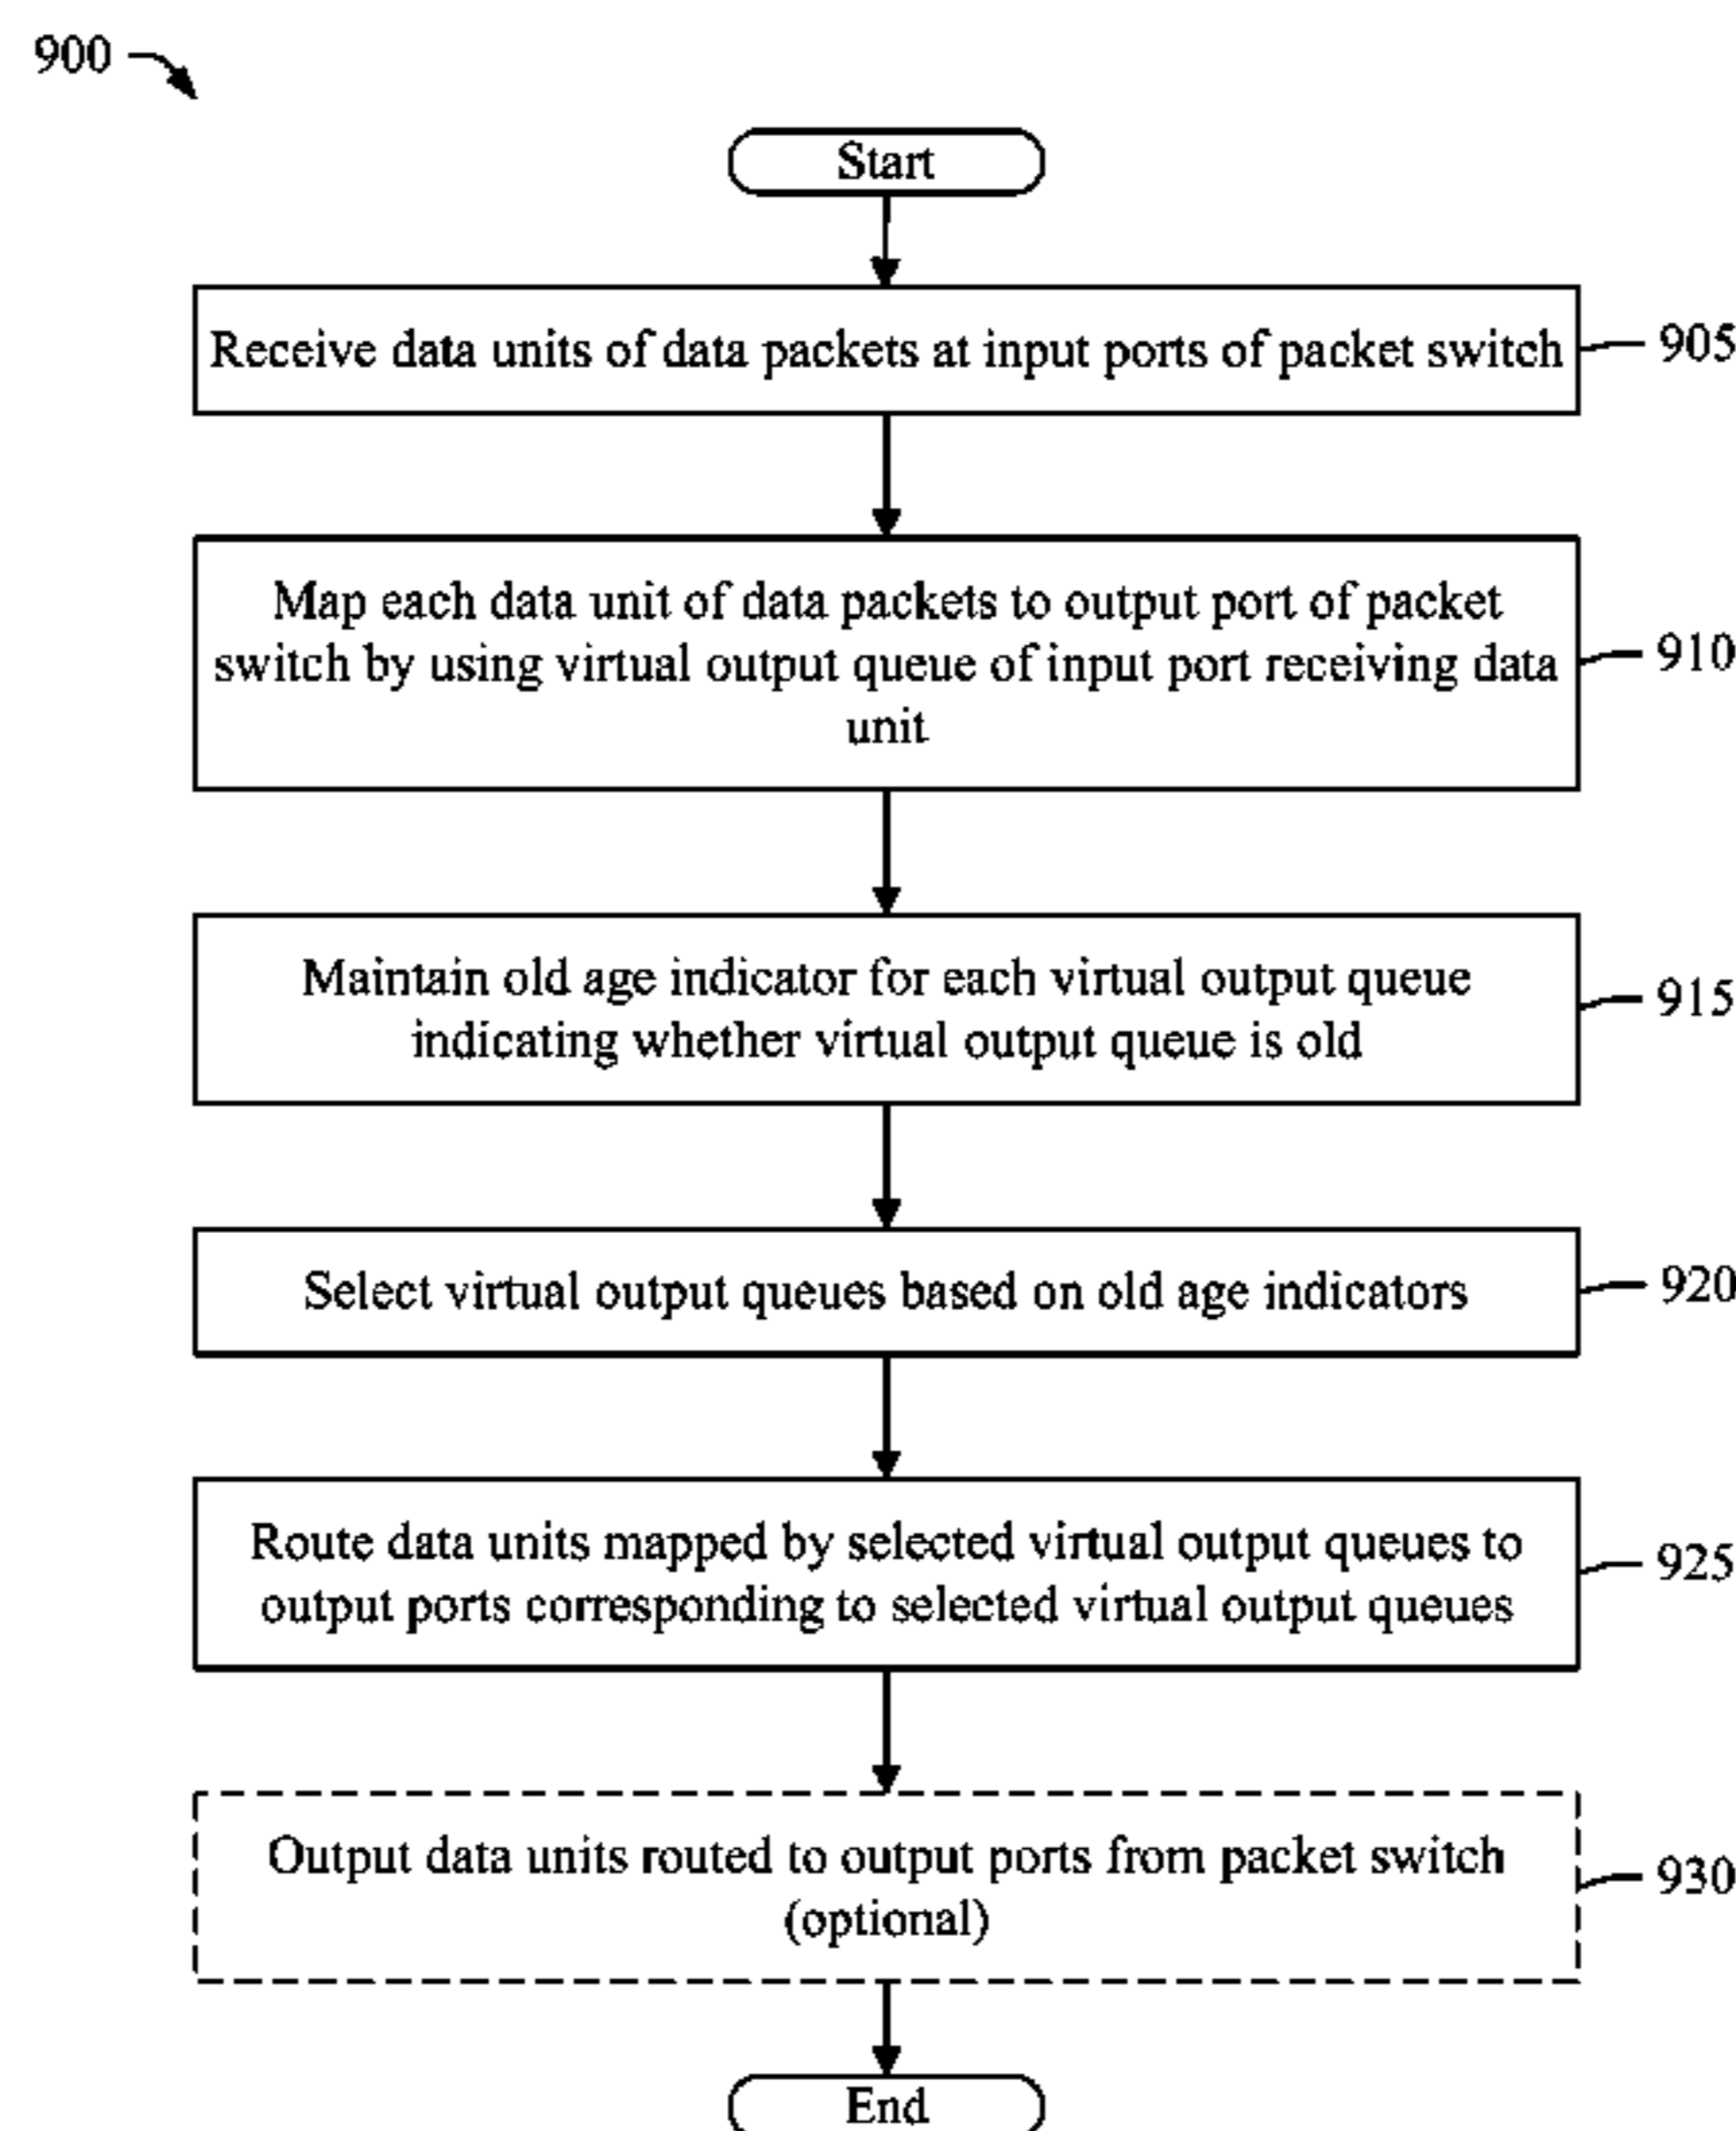 900
Start
Receive data units of data packets at input ports of packet switch
905
Map each data unit of data packets to output port of packet
switch by using virtual output queue of input port receiving data
unit
910
Maintain old age indicator for each virtual output queue
indicating whether virtual output queue is old
915
Select virtual output queues based on old age indicators
920
Route data units mapped by selected virtual output queues to
output ports corresponding to selected virtual output queues
925
Output data units routed to output ports from packet switch
(optional)
930
End